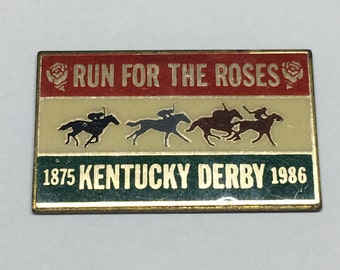 RUN FOR THE ROSES
1875 KENTUCKY DERBY 1986